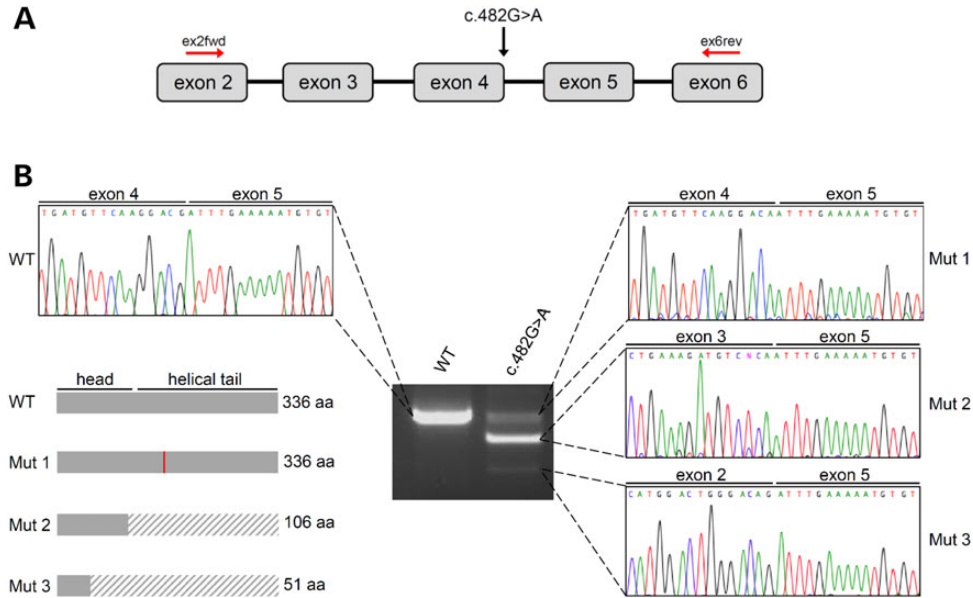 A
c.482G>A
ex2fwd
ex6rev
exon 2
exon 3
exon 4
exon 5
exon 6
B
exon 4
exon 5
TGATGTTCAAGGACGATTTGAAAAATGTGT
WT
exon 4
exon 5
TGATGTTCAAGGACAATTTGAAAAATGTGT
Mut 1
exon 3
exon 5
CTGAAAGATGTCNCAATTTGAAAAATGTGT
Mut 2
exon 2
exon 5
CATGGACTGGGACAGATTTGAAAAATGTGT
Mut 3
WT
c.482G>A
head
helical tail
WT
336 aa
Mut 1
336 aa
Mut 2
106 aa
Mut 3
51 aa